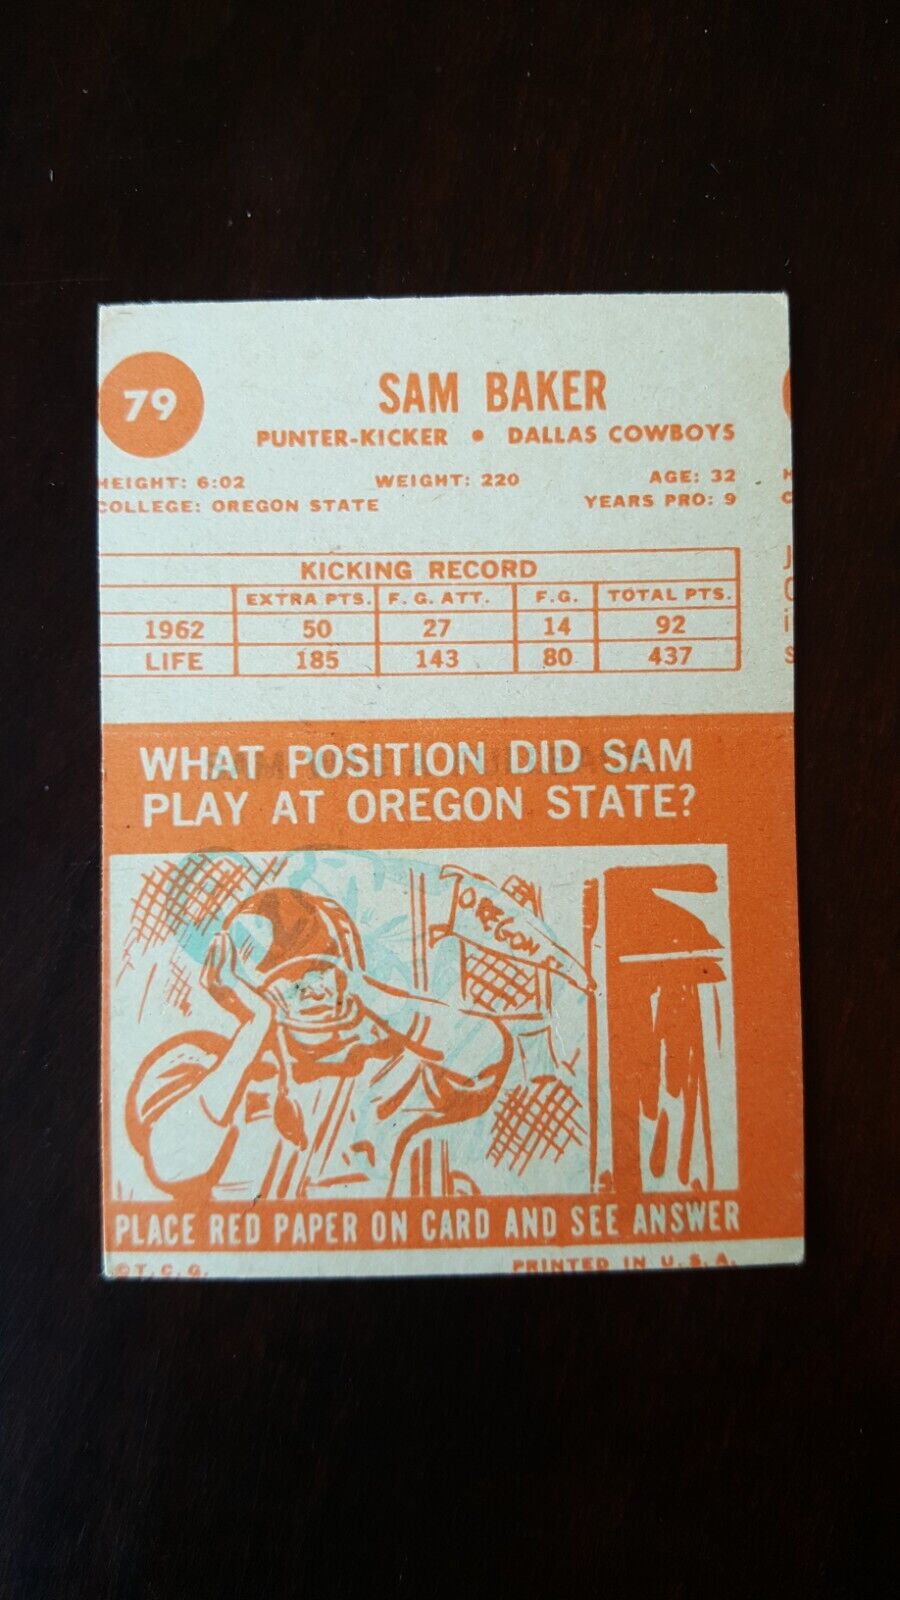 79
SAM BAKER
PUNTER-KICKER • DALLAS COWBOYS
HEIGHT: 6:02 WEIGHT: 220 AGE: 32
COLLEGE: OREGON STATE YEARS PRO: 9
KICKING RECORD
EXTRA PTS. F. G. ATT. F. G. TOTAL PTS.
1962 50 27 14 92
LIFE 185 143 80 437
WHAT POSITION DID SAM
PLAY AT OREGON STATE?
OREGON ST
PLACE RED PAPER ON CARD AND SEE ANSWER
©T. C. G. PRINTED IN U. S. A.